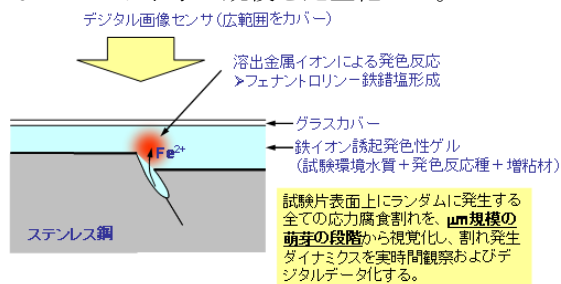 デジタル画像センサ(広範囲をカバー)
溶出金属イオンによる発色反応
➢フェナントロリン－鉄錯塩形成
グラスカバー
鉄イオン誘起発色性ゲル
(試験環境水質＋発色反応種＋増粘材)
Fe2+
ステンレス鋼
試験片表面上にランダムに発生する
全ての応力腐食割れを、μm規模の
萌芽の段階から視覚化し、割れ発生
ダイナミクスを実時間観察およびデ
ジタルデータ化する。